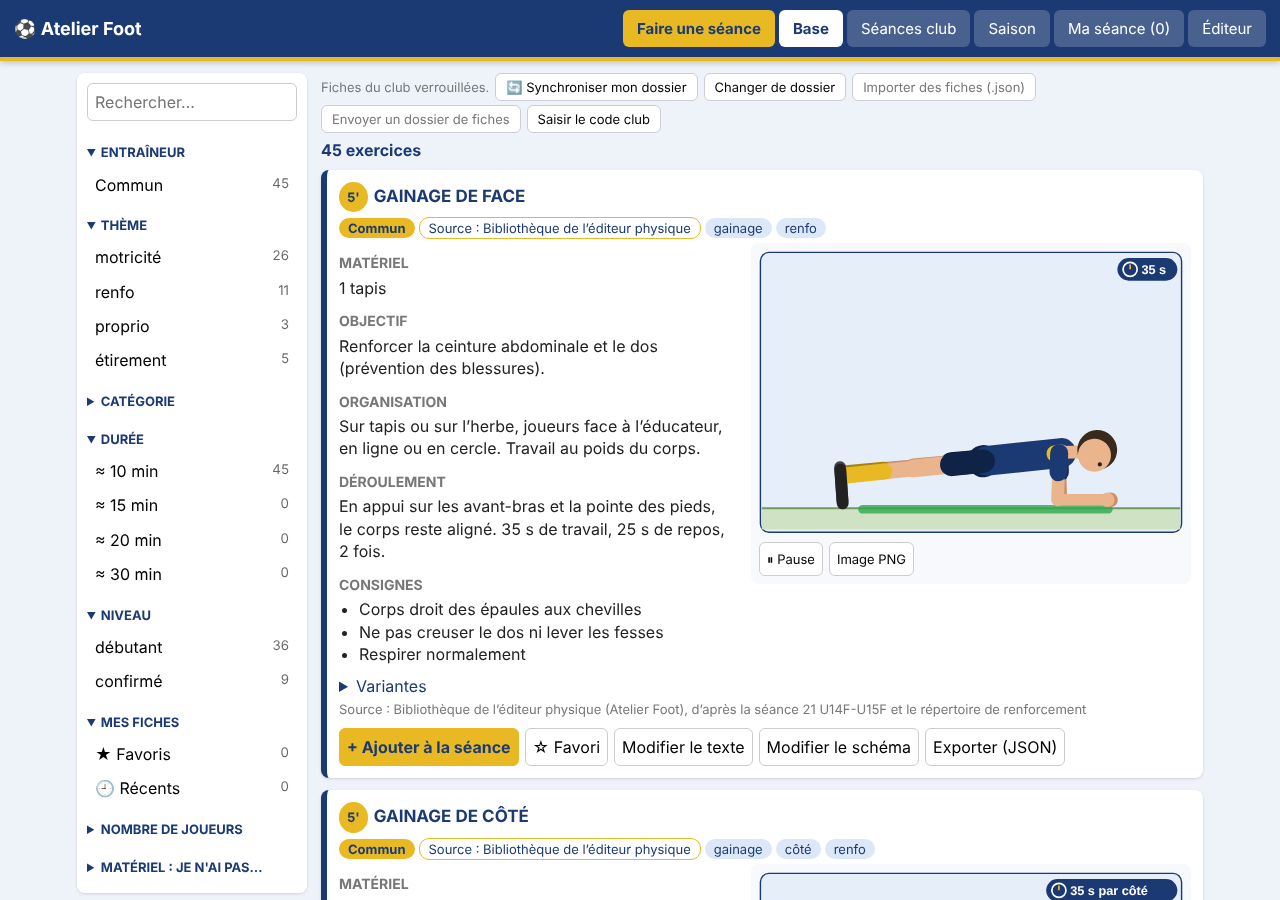 ⚽ Atelier Foot
Faire une séance
Base
Séances club
Saison
Ma séance (0)
Éditeur
Rechercher...
▼ ENTRAÎNEUR
Commun 45
▼ THÈME
motricité 26
renfo 11
proprio 3
étirement 5
▶ CATÉGORIE
▼ DURÉE
≈ 10 min 45
≈ 15 min 0
≈ 20 min 0
≈ 30 min 0
▼ NIVEAU
débutant 36
confirmé 9
▼ MES FICHES
★ Favoris 0
🕘 Récents 0
▶ NOMBRE DE JOUEURS
▶ MATÉRIEL : JE N'AI PAS...
Fiches du club verrouillées. 🔄 Synchroniser mon dossier Changer de dossier Importer des fiches (.json)
Envoyer un dossier de fiches Saisir le code club
45 exercices
5' GAINAGE DE FACE
Commun Source : Bibliothèque de l’éditeur physique gainage renfo
MATÉRIEL
1 tapis
OBJECTIF
Renforcer la ceinture abdominale et le dos
(prévention des blessures).
ORGANISATION
Sur tapis ou sur l’herbe, joueurs face à l’éducateur,
en ligne ou en cercle. Travail au poids du corps.
DÉROULEMENT
En appui sur les avant-bras et la pointe des pieds,
le corps reste aligné. 35 s de travail, 25 s de repos,
2 fois.
CONSIGNES
• Corps droit des épaules aux chevilles
• Ne pas creuser le dos ni lever les fesses
• Respirer normalement
35 s
⏸ Pause Image PNG
▶ Variantes
Source : Bibliothèque de l’éditeur physique (Atelier Foot), d’après la séance 21 U14F-U15F et le répertoire de renforcement
+ Ajouter à la séance ☆ Favori Modifier le texte Modifier le schéma Exporter (JSON)
5' GAINAGE DE CÔTÉ
Commun Source : Bibliothèque de l’éditeur physique gainage côté renfo
MATÉRIEL
35 s par côté